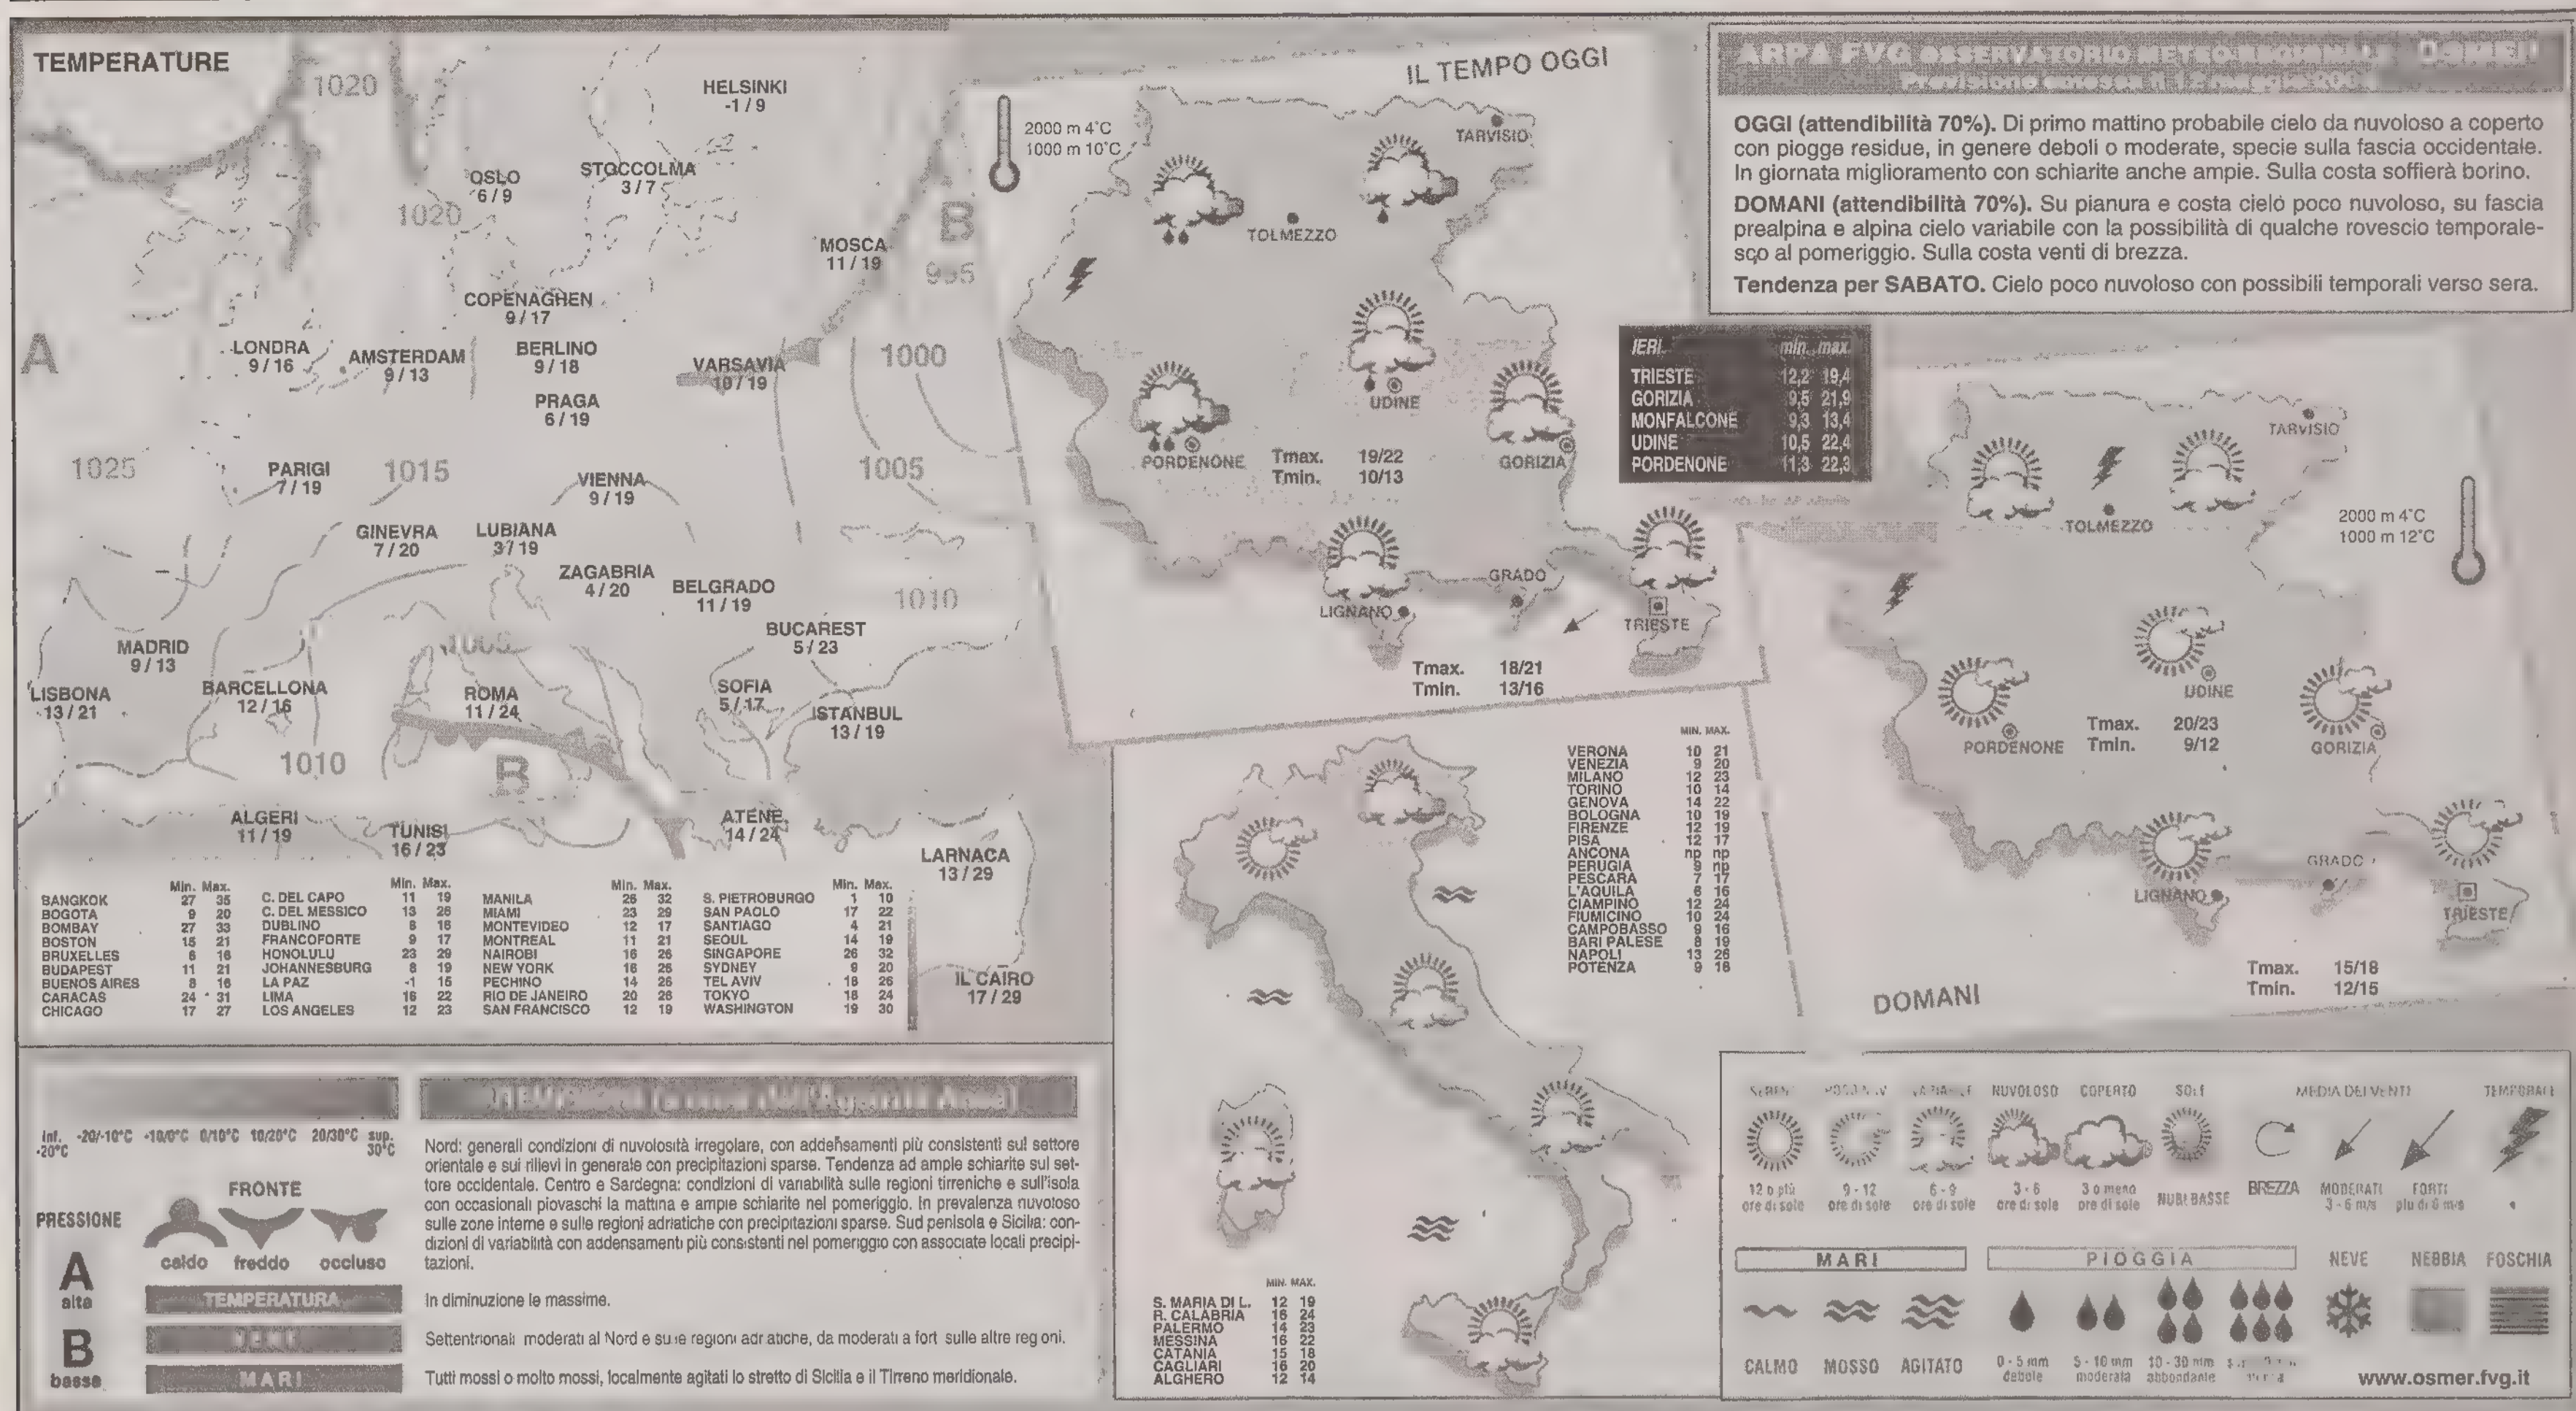 TEMPERATURE
1020
HELSINKI
-1 / 9
OSLO
6 / 9
STOCCOLMA
3 / 7
1020
B
MOSCA
11 / 19
COPENAGHEN
9 / 17
A
LONDRA
9 / 16
AMSTERDAM
9 / 13
BERLINO
9 / 18
VARSAVIA
10 / 19
1000
PRAGA
6 / 19
1025
PARIGI
7 / 19
1015
VIENNA
9 / 19
1005
GINEVRA
7 / 20
LUBIANA
3 / 19
ZAGABRIA
4 / 20
BELGRADO
11 / 19
1010
MADRID
9 / 13
BUCAREST
5 / 23
LISBONA
13 / 21
BARCELLONA
12 / 16
ROMA
11 / 24
SOFIA
5 / 17
ISTANBUL
13 / 19
1010
B
ALGERI
11 / 19
TUNISI
16 / 23
ATENE
14 / 24
LARNACA
13 / 29
IL CAIRO
17 / 29
Min. Max.
BANGKOK 27 35
BOGOTA 9 20
BOMBAY 27 33
BOSTON 15 21
BRUXELLES 6 16
BUDAPEST 11 21
BUENOS AIRES 8 16
CARACAS 24 31
CHICAGO 17 27
Min. Max.
C. DEL CAPO 11 19
C. DEL MESSICO 13 26
DUBLINO 8 16
FRANCOFORTE 9 17
HONOLULU 23 29
JOHANNESBURG 8 19
LA PAZ -1 15
LIMA 16 22
LOS ANGELES 12 23
Min. Max.
MANILA 26 32
MIAMI 23 29
MONTEVIDEO 12 17
MONTREAL 11 21
NAIROBI 16 26
NEW YORK 16 26
PECHINO 14 26
RIO DE JANEIRO 20 26
SAN FRANCISCO 12 19
Min. Max.
S. PIETROBURGO 1 10
SAN PAOLO 17 22
SANTIAGO 4 21
SEOUL 14 19
SINGAPORE 26 32
SYDNEY 9 20
TEL AVIV 18 26
TOKYO 18 24
WASHINGTON 19 30
IL TEMPO OGGI
2000 m 4°C
1000 m 10°C
TARVISIO
TOLMEZZO
UDINE
PORDENONE
Tmax. 19/22
Tmin. 10/13
GORIZIA
LIGNANO
GRADO
TRIESTE
Tmax. 18/21
Tmin. 13/16
ARPA FVG OSSERVATORIO METEO
OGGI (attendibilità 70%). Di primo mattino probabile cielo da nuvoloso a coperto
con piogge residue, in genere deboli o moderate, specie sulla fascia occidentale.
In giornata miglioramento con schiarite anche ampie. Sulla costa soffierà borino.
DOMANI (attendibilità 70%). Su pianura e costa cielo poco nuvoloso, su fascia
prealpina e alpina cielo variabile con la possibilità di qualche rovescio temporale-
sco al pomeriggio. Sulla costa venti di brezza.
Tendenza per SABATO. Cielo poco nuvoloso con possibili temporali verso sera.
IERI min. max.
TRIESTE 12,2 19,4
GORIZIA 9,5 21,9
MONFALCONE 9,3 13,4
UDINE 10,5 22,4
PORDENONE 11,3 22,3
TARVISIO
TOLMEZZO
2000 m 4°C
1000 m 12°C
UDINE
PORDENONE
Tmax. 20/23
Tmin. 9/12
GORIZIA
LIGNANO
GRADO
TRIESTE
Tmax. 15/18
Tmin. 12/15
DOMANI
MIN. MAX.
VERONA 10 21
VENEZIA 9 20
MILANO 12 23
TORINO 10 14
GENOVA 14 22
BOLOGNA 10 19
FIRENZE 12 19
PISA 12 17
ANCONA np np
PERUGIA 9 np
PESCARA 7 17
L'AQUILA 6 16
CIAMPINO 12 24
FIUMICINO 10 24
CAMPOBASSO 9 16
BARI PALESE 8 19
NAPOLI 13 26
POTENZA 9 16
MIN. MAX.
S. MARIA DI L. 12 19
R. CALABRIA 16 24
PALERMO 14 23
MESSINA 16 22
CATANIA 15 18
CAGLIARI 16 20
ALGHERO 12 14
inf. -20°C -20/-10°C -10/0°C 0/10°C 10/20°C 20/30°C sup. 30°C
FRONTE
PRESSIONE
caldo freddo occluso
A
alta
B
bassa
Nord: generali condizioni di nuvolosità irregolare, con addensamenti più consistenti sul settore
orientale e sui rilievi in generale con precipitazioni sparse. Tendenza ad ample schiarite sul set-
tore occidentale. Centro e Sardegna: condizioni di variabilità sulle regioni tirreniche e sull'isola
con occasionali piovaschi la mattina e ampie schiarite nel pomeriggio. In prevalenza nuvoloso
sulle zone interne e sulle regioni adriatiche con precipitazioni sparse. Sud penisola e Sicilia: con-
dizioni di variabilità con addensamenti più consistenti nel pomeriggio con associate locali precipi-
tazioni.
TEMPERATURA
In diminuzione le massime.
Settentrionali moderati al Nord e sulle regioni adriatiche, da moderati a forti sulle altre regioni.
MARI
Tutti mossi o molto mossi, localmente agitati lo stretto di Sicilia e il Tirreno meridionale.
NUVOLOSO COPERTO SOLE MEDIA DEI VENTI TEMPORALE
12 o più ore di sole
9 - 12 ore di sole
6 - 9 ore di sole
3 - 6 ore di sole
3 o meno ore di sole
NUBI BASSE
BREZZA
MODERATI 3 - 6 m/s
FORTI più di 6 m/s
MARI
PIOGGIA
NEVE
NEBBIA
FOSCHIA
CALMO
MOSSO
AGITATO
0 - 5 mm debole
5 - 10 mm moderata
10 - 30 mm abbondante
www.osmer.fvg.it